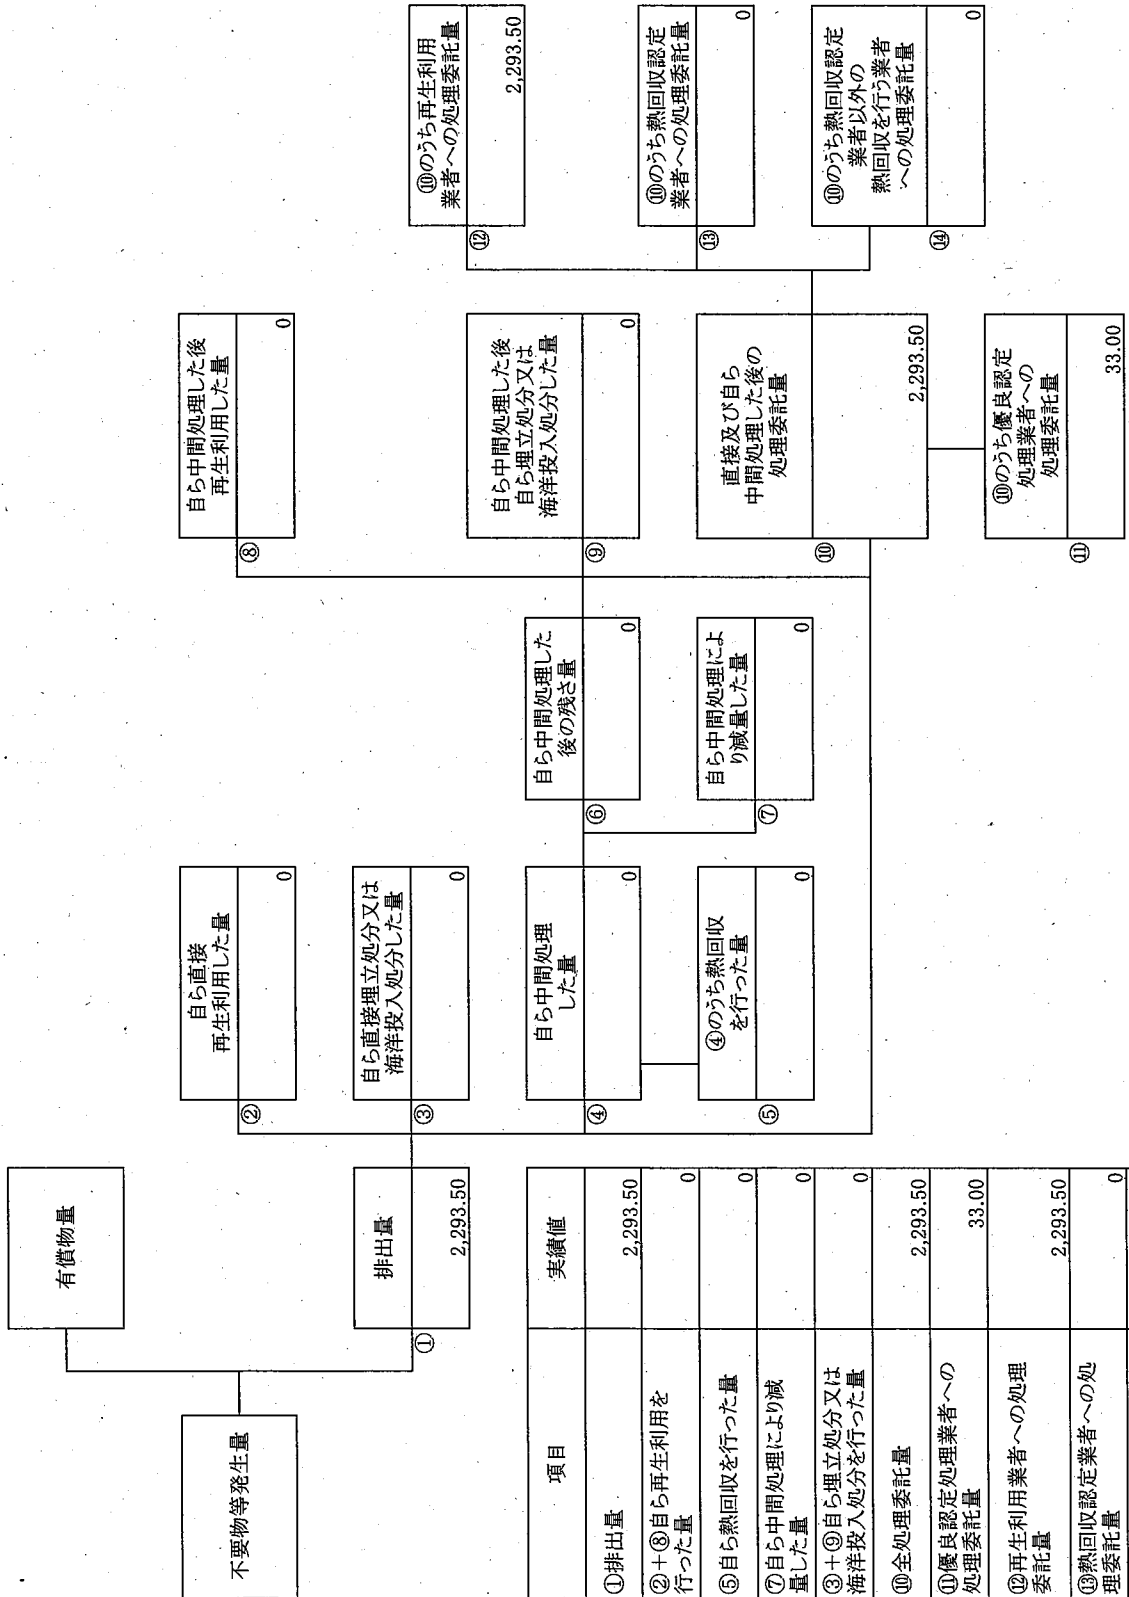 不要物等発生量
有償物量
①
排出量
2,293.50
②
自ら直接
再生利用した量
0
③
自ら直接埋立処分又は
海洋投入処分した量
0
④
自ら中間処理
した量
0
⑤
④のうち熱回収
を行った量
0
⑥
自ら中間処理した
後の残さ量
0
⑦
自ら中間処理によ
り減量した量
0
⑧
自ら中間処理した後
再生利用した量
0
⑨
自ら中間処理した後
自ら埋立処分又は
海洋投入処分した量
0
⑩
直接及び自ら
中間処理した後の
処理委託量
2,293.50
⑪
⑩のうち優良認定
処理業者への
処理委託量
33.00
⑫
⑩のうち再生利用
業者への処理委託量
2,293.50
⑬
⑩のうち熱回収認定
業者への処理委託量
0
⑭
⑩のうち熱回収認定
業者以外の
熱回収を行う業者
への処理委託量
0
項目 実績値
①排出量 2,293.50
②+⑧自ら再生利用を
行った量 0
⑤自ら熱回収を行った量 0
⑦自ら中間処理により減
量した量 0
③+⑨自ら埋立処分又は
海洋投入処分を行った量 0
⑩全処理委託量 2,293.50
⑪優良認定処理業者への
処理委託量 33.00
⑫再生利用業者への処理
委託量 2,293.50
⑬熱回収認定業者への処
理委託量 0